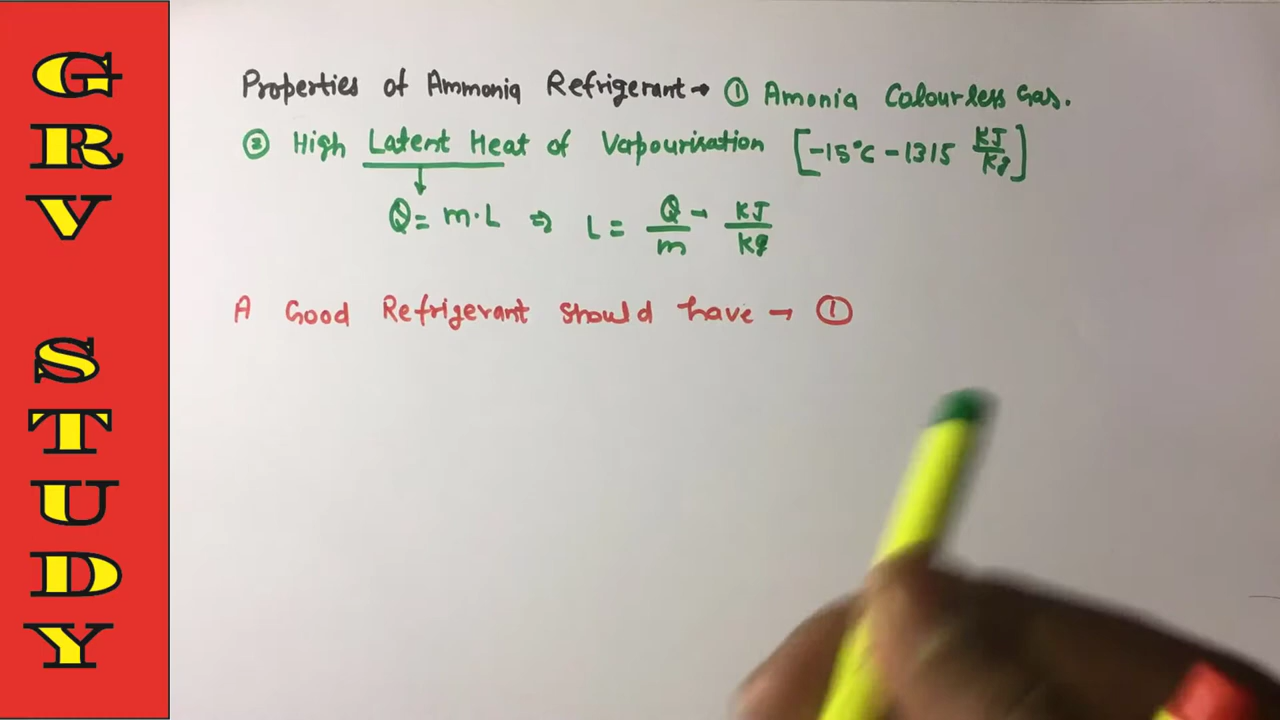 GRV STUDY
Properties of Ammonia Refrigerant → ① Amonia Colourless Gas.
② High Latent Heat of Vapourisation [-15°C - 1315 KJ/Kg]
Q = m·L ⇒ L = Q/m - KJ/kg
A Good Refrigerant should have → ①